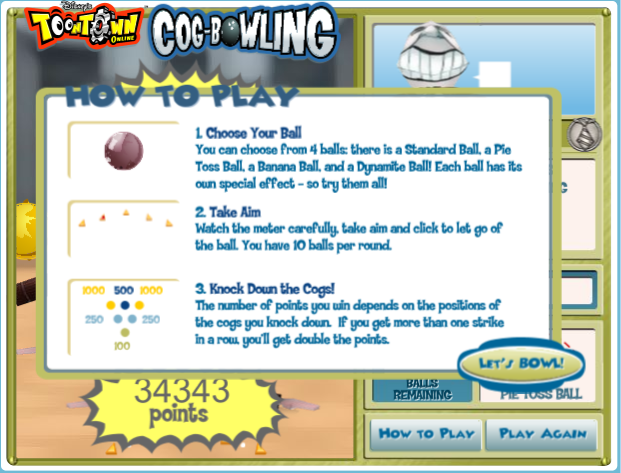 Disney's
TOONTOWN
ONLINE
COG-BOWLING
HOW TO PLAY
1. Choose Your Ball
You can choose from 4 balls: there is a Standard Ball, a Pie
Toss Ball, a Banana Ball, and a Dynamite Ball! Each ball has its
own special effect - so try them all!
2. Take Aim
Watch the meter carefully, take aim and click to let go of
the ball. You have 10 balls per round.
3. Knock Down the Cogs!
1000 500 1000
250 250
100
The number of points you win depends on the positions of
the cogs you knock down. If you get more than one strike
in a row, you'll get double the points.
LET'S BOWL!
34343
points
BALLS
REMAINING
PIE TOSS BALL
HOW TO PLAY
PLAY AGAIN